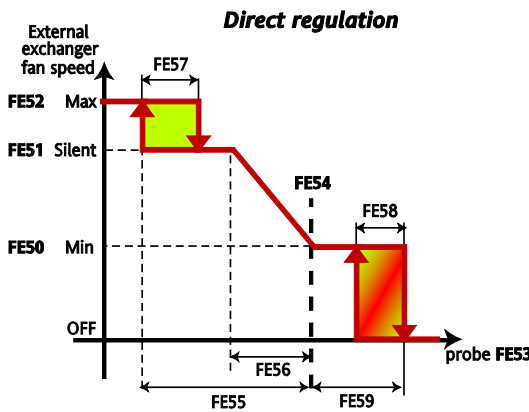 Direct regulation
External
exchanger
fan speed
FE57
FE52 Max
FE51 Silent
FE54
FE58
FE50 Min
OFF
probe FE53
FE56
FE55
FE59